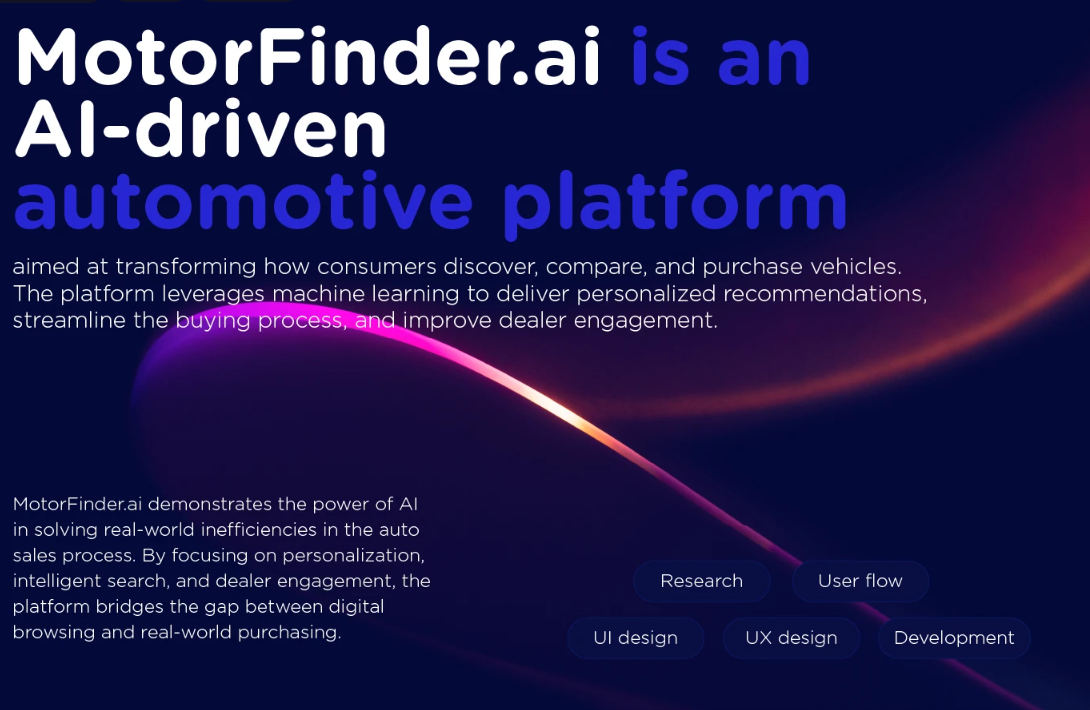 MotorFinder.ai is an
AI-driven
automotive platform
aimed at transforming how consumers discover, compare, and purchase vehicles.
The platform leverages machine learning to deliver personalized recommendations,
streamline the buying process, and improve dealer engagement.
MotorFinder.ai demonstrates the power of AI
in solving real-world inefficiencies in the auto
sales process. By focusing on personalization,
intelligent search, and dealer engagement, the
platform bridges the gap between digital
browsing and real-world purchasing.
Research
User flow
UI design
UX design
Development